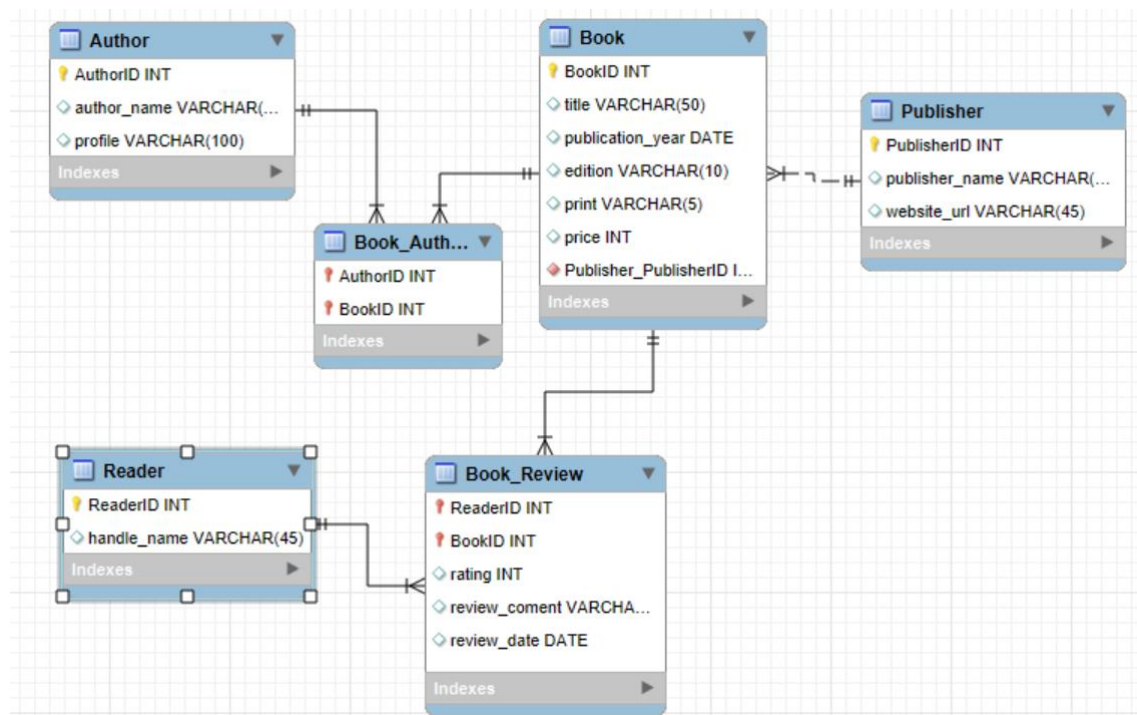 Author
AuthorID INT
author_name VARCHAR(...
profile VARCHAR(100)
Indexes
Book
BookID INT
title VARCHAR(50)
publication_year DATE
edition VARCHAR(10)
print VARCHAR(5)
price INT
Publisher_PublisherID I...
Indexes
Publisher
PublisherID INT
publisher_name VARCHAR(...
website_url VARCHAR(45)
Indexes
Book_Auth...
AuthorID INT
BookID INT
Indexes
Reader
ReaderID INT
handle_name VARCHAR(45)
Indexes
Book_Review
ReaderID INT
BookID INT
rating INT
review_coment VARCHA...
review_date DATE
Indexes